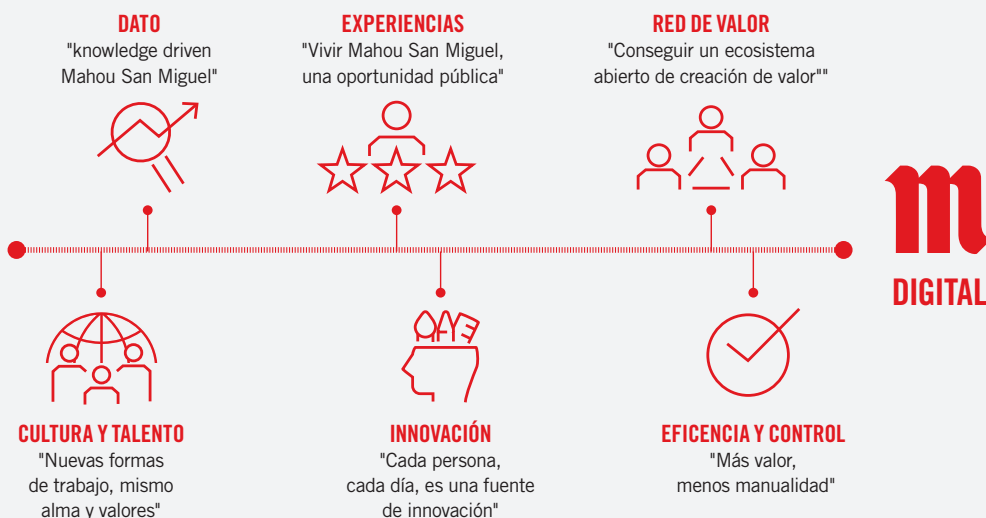 DATO
"knowledge driven
Mahou San Miguel"
EXPERIENCIAS
"Vivir Mahou San Miguel,
una oportunidad pública"
RED DE VALOR
"Conseguir un ecosistema
abierto de creación de valor""
m
DIGITAL
CULTURA Y TALENTO
"Nuevas formas
de trabajo, mismo
alma y valores"
INNOVACIÓN
"Cada persona,
cada día, es una fuente
de innovación"
EFICENCIA Y CONTROL
"Más valor,
menos manualidad"